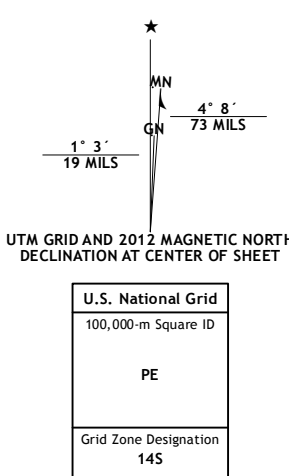 ★
MN
4° 8´
73 MILS
GN
1° 3´
19 MILS
UTM GRID AND 2012 MAGNETIC NORTH
DECLINATION AT CENTER OF SHEET
U.S. National Grid
100,000-m Square ID
PE
Grid Zone Designation
14S